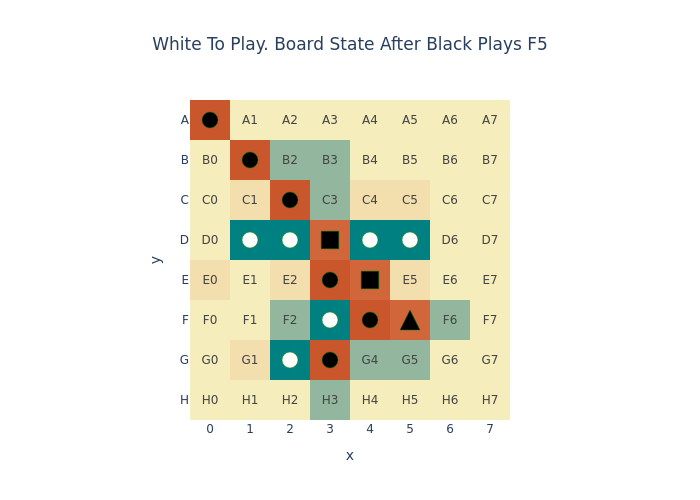 White To Play. Board State After Black Plays F5
A A1 A2 A3 A4 A5 A6 A7
B B0 B2 B3 B4 B5 B6 B7
C C0 C1 C3 C4 C5 C6 C7
D D0 D6 D7
E E0 E1 E2 E5 E6 E7
F F0 F1 F2 F6 F7
G G0 G1 G4 G5 G6 G7
H H0 H1 H2 H3 H4 H5 H6 H7
0 1 2 3 4 5 6 7
x
y